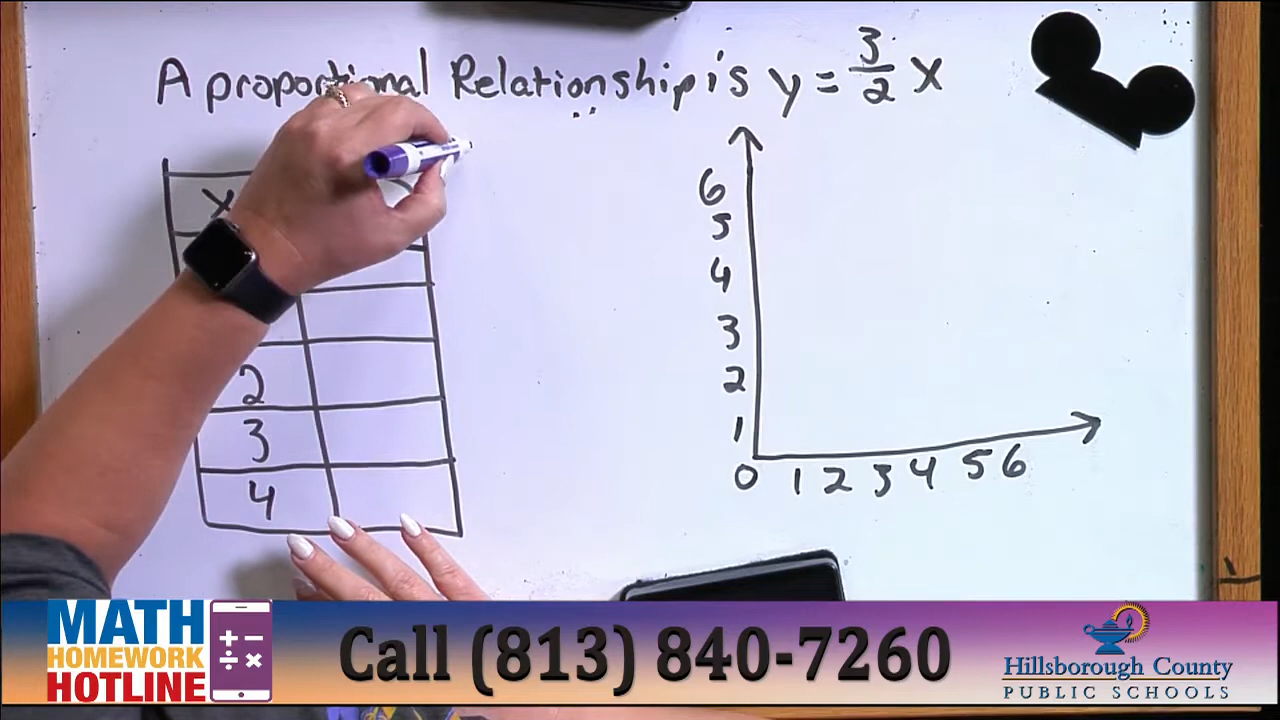 A proportional Relationship is y = 3/2 x
x
2
3
4
6
5
4
3
2
1
0 1 2 3 4 5 6
MATH
HOMEWORK
HOTLINE
+ -
÷ ×
Call (813) 840-7260
Hillsborough County
PUBLIC SCHOOLS